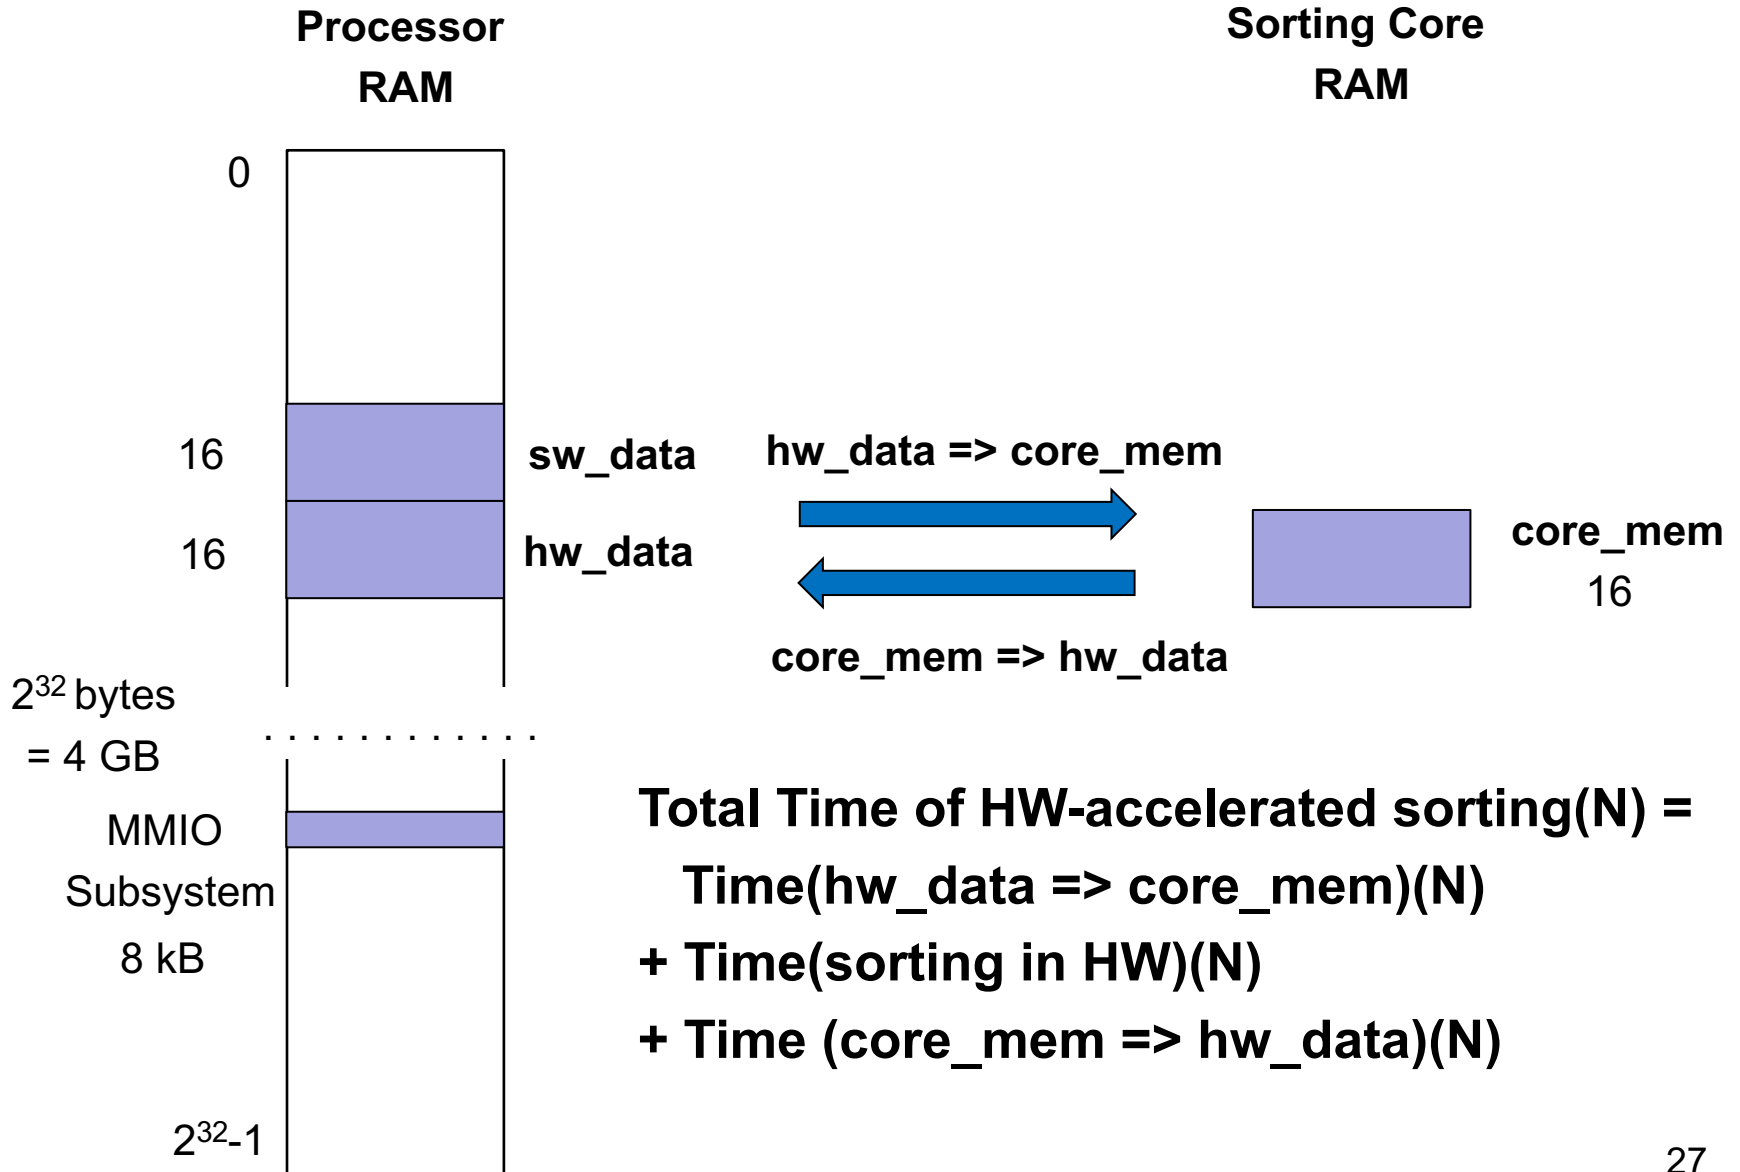 Processor
RAM
Sorting Core
RAM
0
16
sw_data
hw_data => core_mem
16
hw_data
core_mem
16
core_mem => hw_data
2³² bytes
= 4 GB
. . . . . . . . . . . .
MMIO
Subsystem
8 kB
Total Time of HW-accelerated sorting(N) =
Time(hw_data => core_mem)(N)
+ Time(sorting in HW)(N)
+ Time (core_mem => hw_data)(N)
2³²-1
27